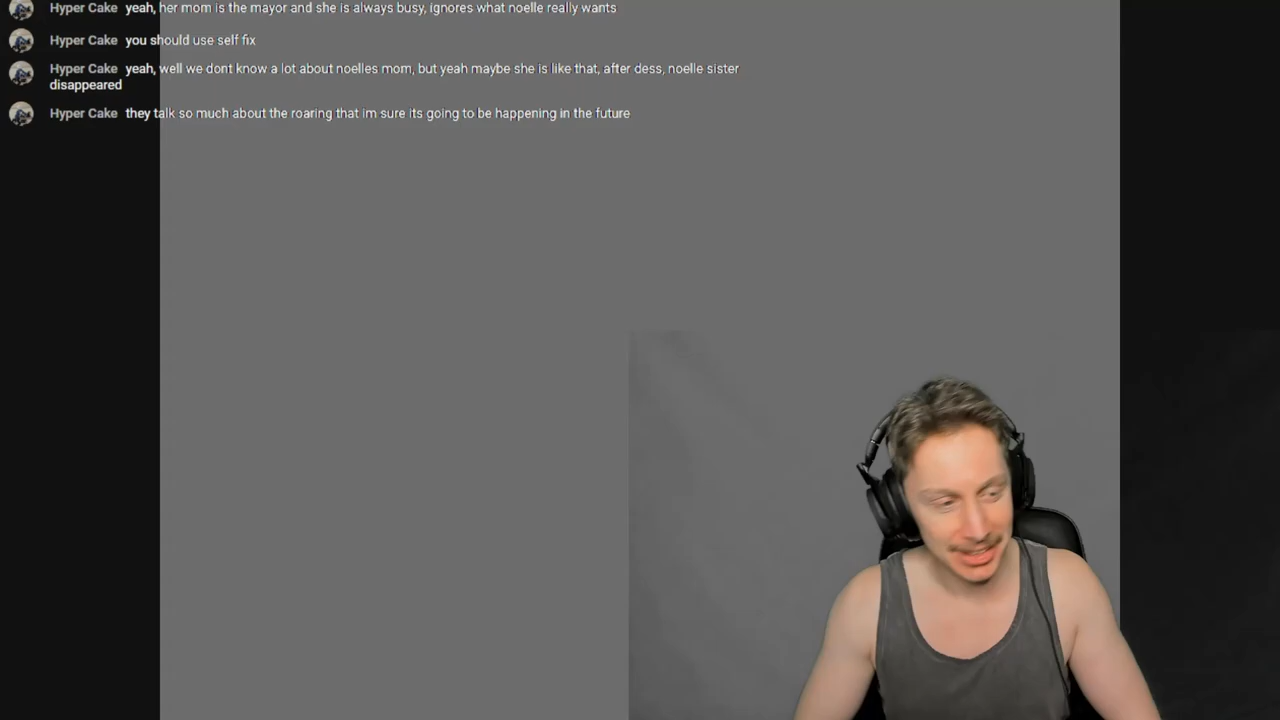 Hyper Cake yeah, her mom is the mayor and she is always busy, ignores what noelle really wants
Hyper Cake you should use self fix
Hyper Cake yeah, well we dont know a lot about noelles mom, but yeah maybe she is like that, after dess, noelle sister
disappeared
Hyper Cake they talk so much about the roaring that im sure its going to be happening in the future